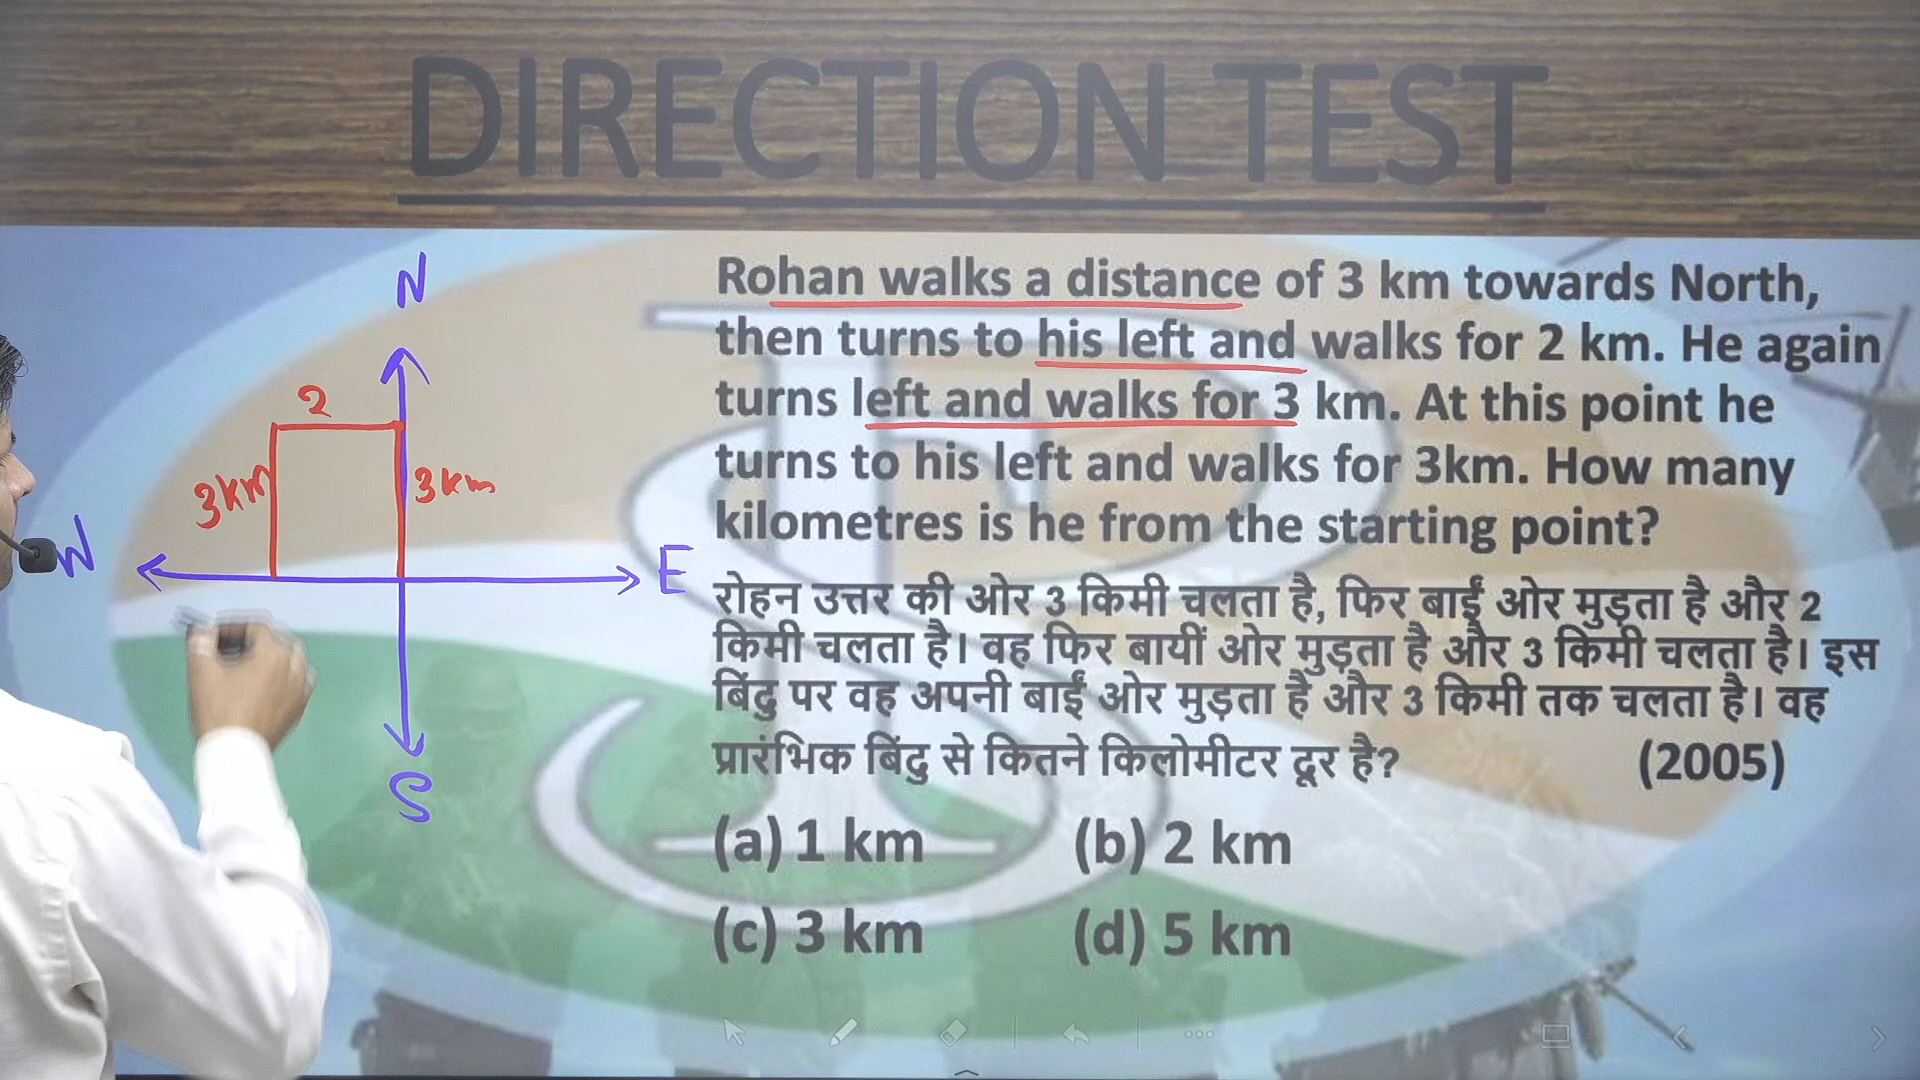 DIRECTION TEST
N
2
3km
3km
W
E
S
Rohan walks a distance of 3 km towards North,
then turns to his left and walks for 2 km. He again
turns left and walks for 3 km. At this point he
turns to his left and walks for 3km. How many
kilometres is he from the starting point?
रोहन उत्तर की ओर 3 किमी चलता है, फिर बाईं ओर मुड़ता है और 2
किमी चलता है। वह फिर बायीं ओर मुड़ता है और 3 किमी चलता है। इस
बिंदु पर वह अपनी बाईं ओर मुड़ता है और 3 किमी तक चलता है। वह
प्रारंभिक बिंदु से कितने किलोमीटर दूर है? (2005)
(a) 1 km (b) 2 km
(c) 3 km (d) 5 km